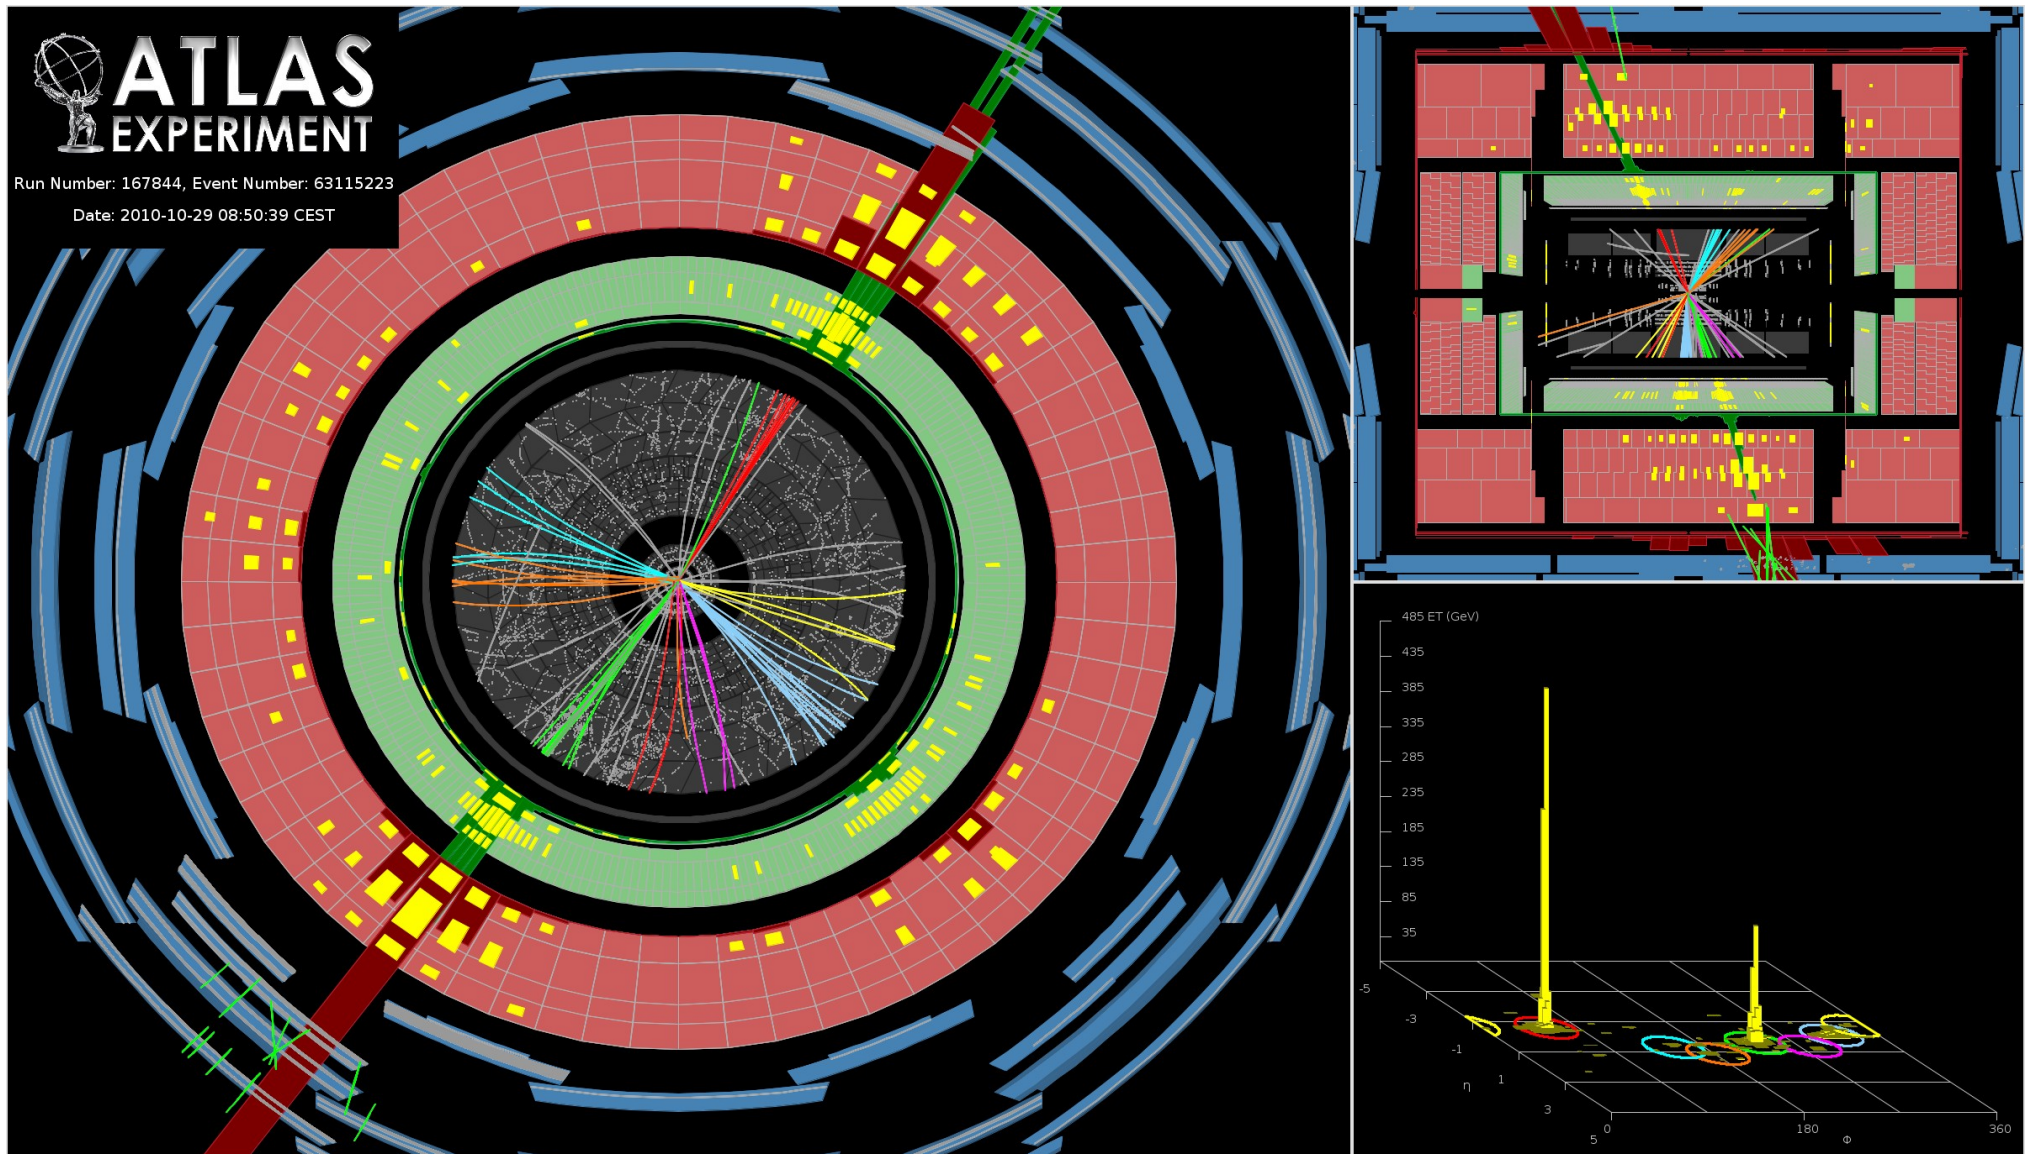 ATLAS
EXPERIMENT
Run Number: 167844, Event Number: 63115223
Date: 2010-10-29 08:50:39 CEST
485 ET (GeV)
435
385
335
285
235
185
135
85
35
-5
-3
-1
η 1
3
5
0
180
Φ
360